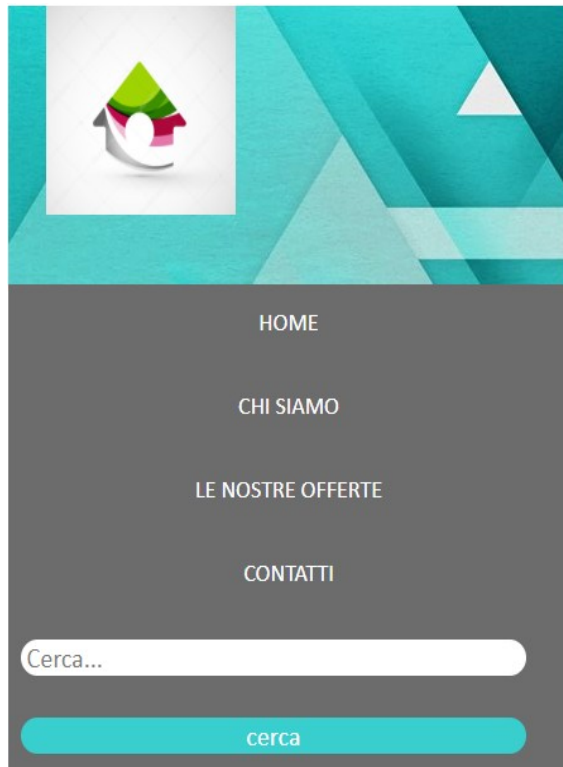 HOME
CHI SIAMO
LE NOSTRE OFFERTE
CONTATTI
Cerca...
cerca